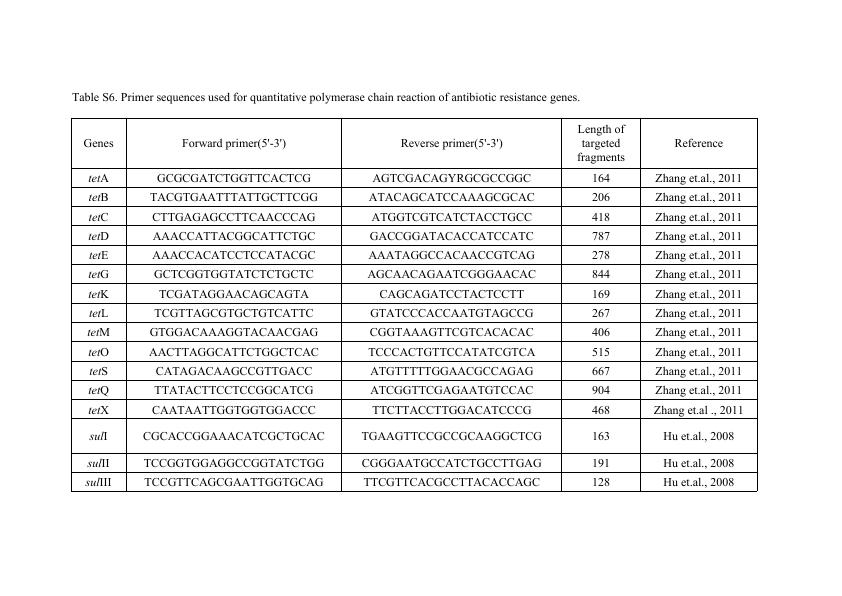 Table S6. Primer sequences used for quantitative polymerase chain reaction of antibiotic resistance genes.
Genes Forward primer(5'-3') Reverse primer(5'-3') Length of targeted fragments Reference
tetA GCGCGATCTGGTTCACTCG AGTCGACAGYRGCGCCGGC 164 Zhang et.al., 2011
tetB TACGTGAATTTATTGCTTCGG ATACAGCATCCAAAGCGCAC 206 Zhang et.al., 2011
tetC CTTGAGAGCCTTCAACCCAG ATGGTCGTCATCTACCTGCC 418 Zhang et.al., 2011
tetD AAACCATTACGGCATTCTGC GACCGGATACACCATCCATC 787 Zhang et.al., 2011
tetE AAACCACATCCTCCATACGC AAATAGGCCACAACCGTCAG 278 Zhang et.al., 2011
tetG GCTCGGTGGTATCTCTGCTC AGCAACAGAATCGGGAACAC 844 Zhang et.al., 2011
tetK TCGATAGGAACAGCAGTA CAGCAGATCCTACTCCTT 169 Zhang et.al., 2011
tetL TCGTTAGCGTGCTGTCATTC GTATCCCACCAATGTAGCCG 267 Zhang et.al., 2011
tetM GTGGACAAAGGTACAACGAG CGGTAAAGTTCGTCACACAC 406 Zhang et.al., 2011
tetO AACTTAGGCATTCTGGCTCAC TCCCACTGTTCCATATCGTCA 515 Zhang et.al., 2011
tetS CATAGACAAGCCGTTGACC ATGTTTTTGGAACGCCAGAG 667 Zhang et.al., 2011
tetQ TTATACTTCCTCCGGCATCG ATCGGTTCGAGAATGTCCAC 904 Zhang et.al., 2011
tetX CAATAATTGGTGGTGGACCC TTCTTACCTTGGACATCCCG 468 Zhang et.al ., 2011
sulI CGCACCGGAAACATCGCTGCAC TGAAGTTCCGCCGCAAGGCTCG 163 Hu et.al., 2008
sulII TCCGGTGGAGGCCGGTATCTGG CGGGAATGCCATCTGCCTTGAG 191 Hu et.al., 2008
sulIII TCCGTTCAGCGAATTGGTGCAG TTCGTTCACGCCTTACACCAGC 128 Hu et.al., 2008